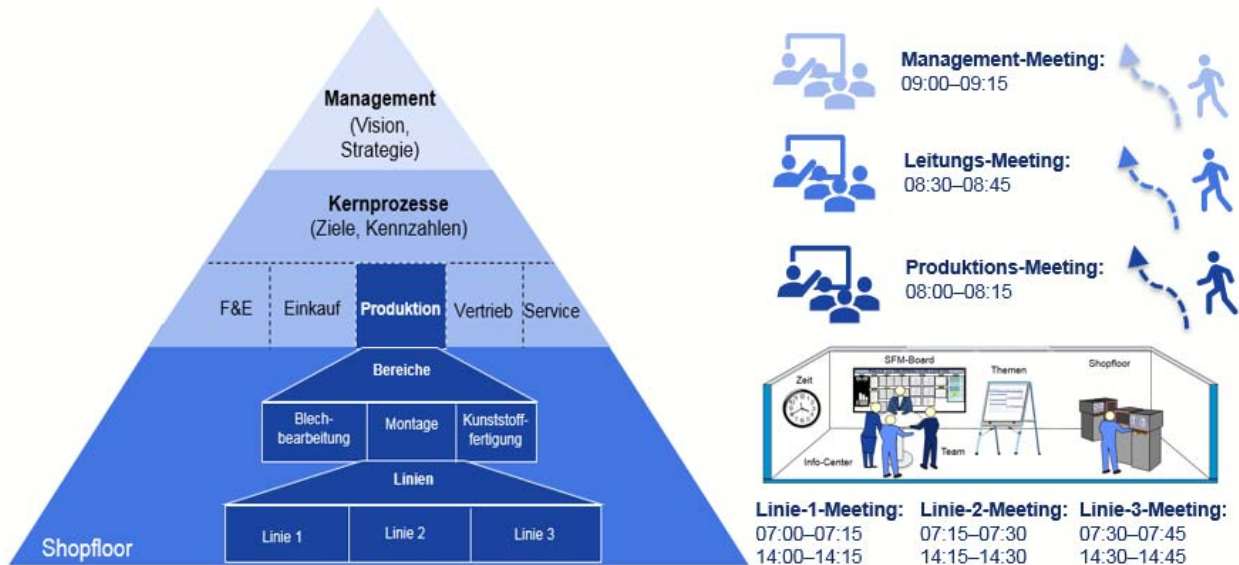 Management
(Vision,
Strategie)
Kernprozesse
(Ziele, Kennzahlen)
F&E
Einkauf
Produktion
Vertrieb
Service
Bereiche
Blech-
bearbeitung
Montage
Kunststoff-
fertigung
Linien
Linie 1
Linie 2
Linie 3
Shopfloor
Management-Meeting:
09:00–09:15
Leitungs-Meeting:
08:30–08:45
Produktions-Meeting:
08:00–08:15
SFM-Board
Zeit
Themen
Shopfloor
Info-Center
Team
Linie-1-Meeting:
07:00–07:15
14:00–14:15
Linie-2-Meeting:
07:15–07:30
14:15–14:30
Linie-3-Meeting:
07:30–07:45
14:30–14:45